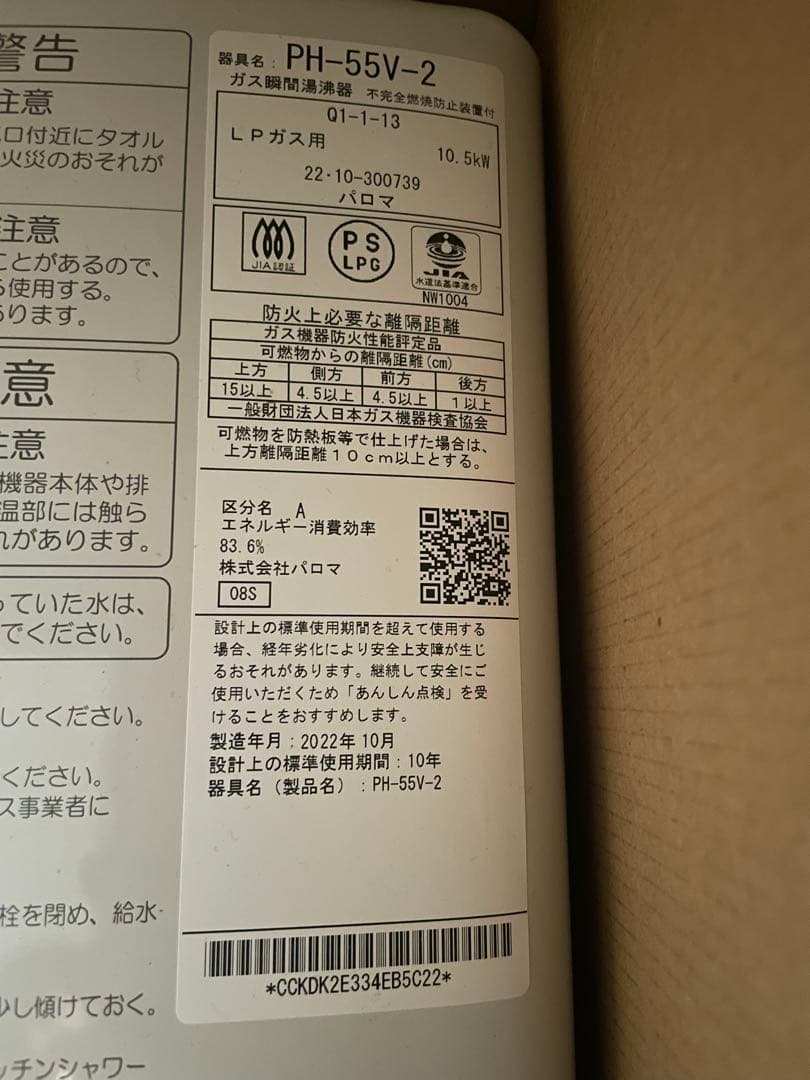 警告
注意
口付近にタオル
火災のおそれが
注意
ことがあるので、
使用する。
あります。
意
注意
機器本体や排
温部には触ら
れがあります。
っていた水は、
でください。
してください。
ください。
ス事業者に
栓を閉め、給水
少し傾けておく。
ッチンシャワー
器具名: PH-55V-2
ガス瞬間湯沸器 不完全燃焼防止装置付
Q1-1-13
LPガス用
10.5kW
22・10-300739
パロマ
JIA認証
PS
LPG
JIA
水道法基準適合
NW1004
防火上必要な離隔距離
ガス機器防火性能評定品
可燃物からの離隔距離(cm)
上方 側方 前方 後方
15以上 4.5以上 4.5以上 1以上
一般財団法人日本ガス機器検査協会
可燃物を防熱板等で仕上げた場合は、
上方離隔距離10cm以上とする。
区分名 A
エネルギー消費効率
83.6%
株式会社パロマ
08S
設計上の標準使用期間を超えて使用する
場合、経年劣化により安全上支障が生じ
るおそれがあります。継続して安全にご
使用いただくため「あんしん点検」を受
けることをおすすめします。
製造年月:2022年10月
設計上の標準使用期間:10年
器具名(製品名):PH-55V-2
*CCKDK2E334EB5C22*